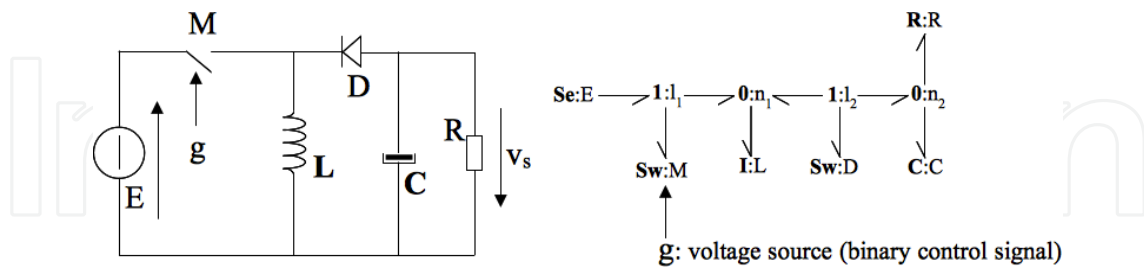 M
D
g
L
C
R
vs
E
R:R
Se:E 1:l1 0:n1 1:l2 0:n2
Sw:M I:L Sw:D C:C
g: voltage source (binary control signal)